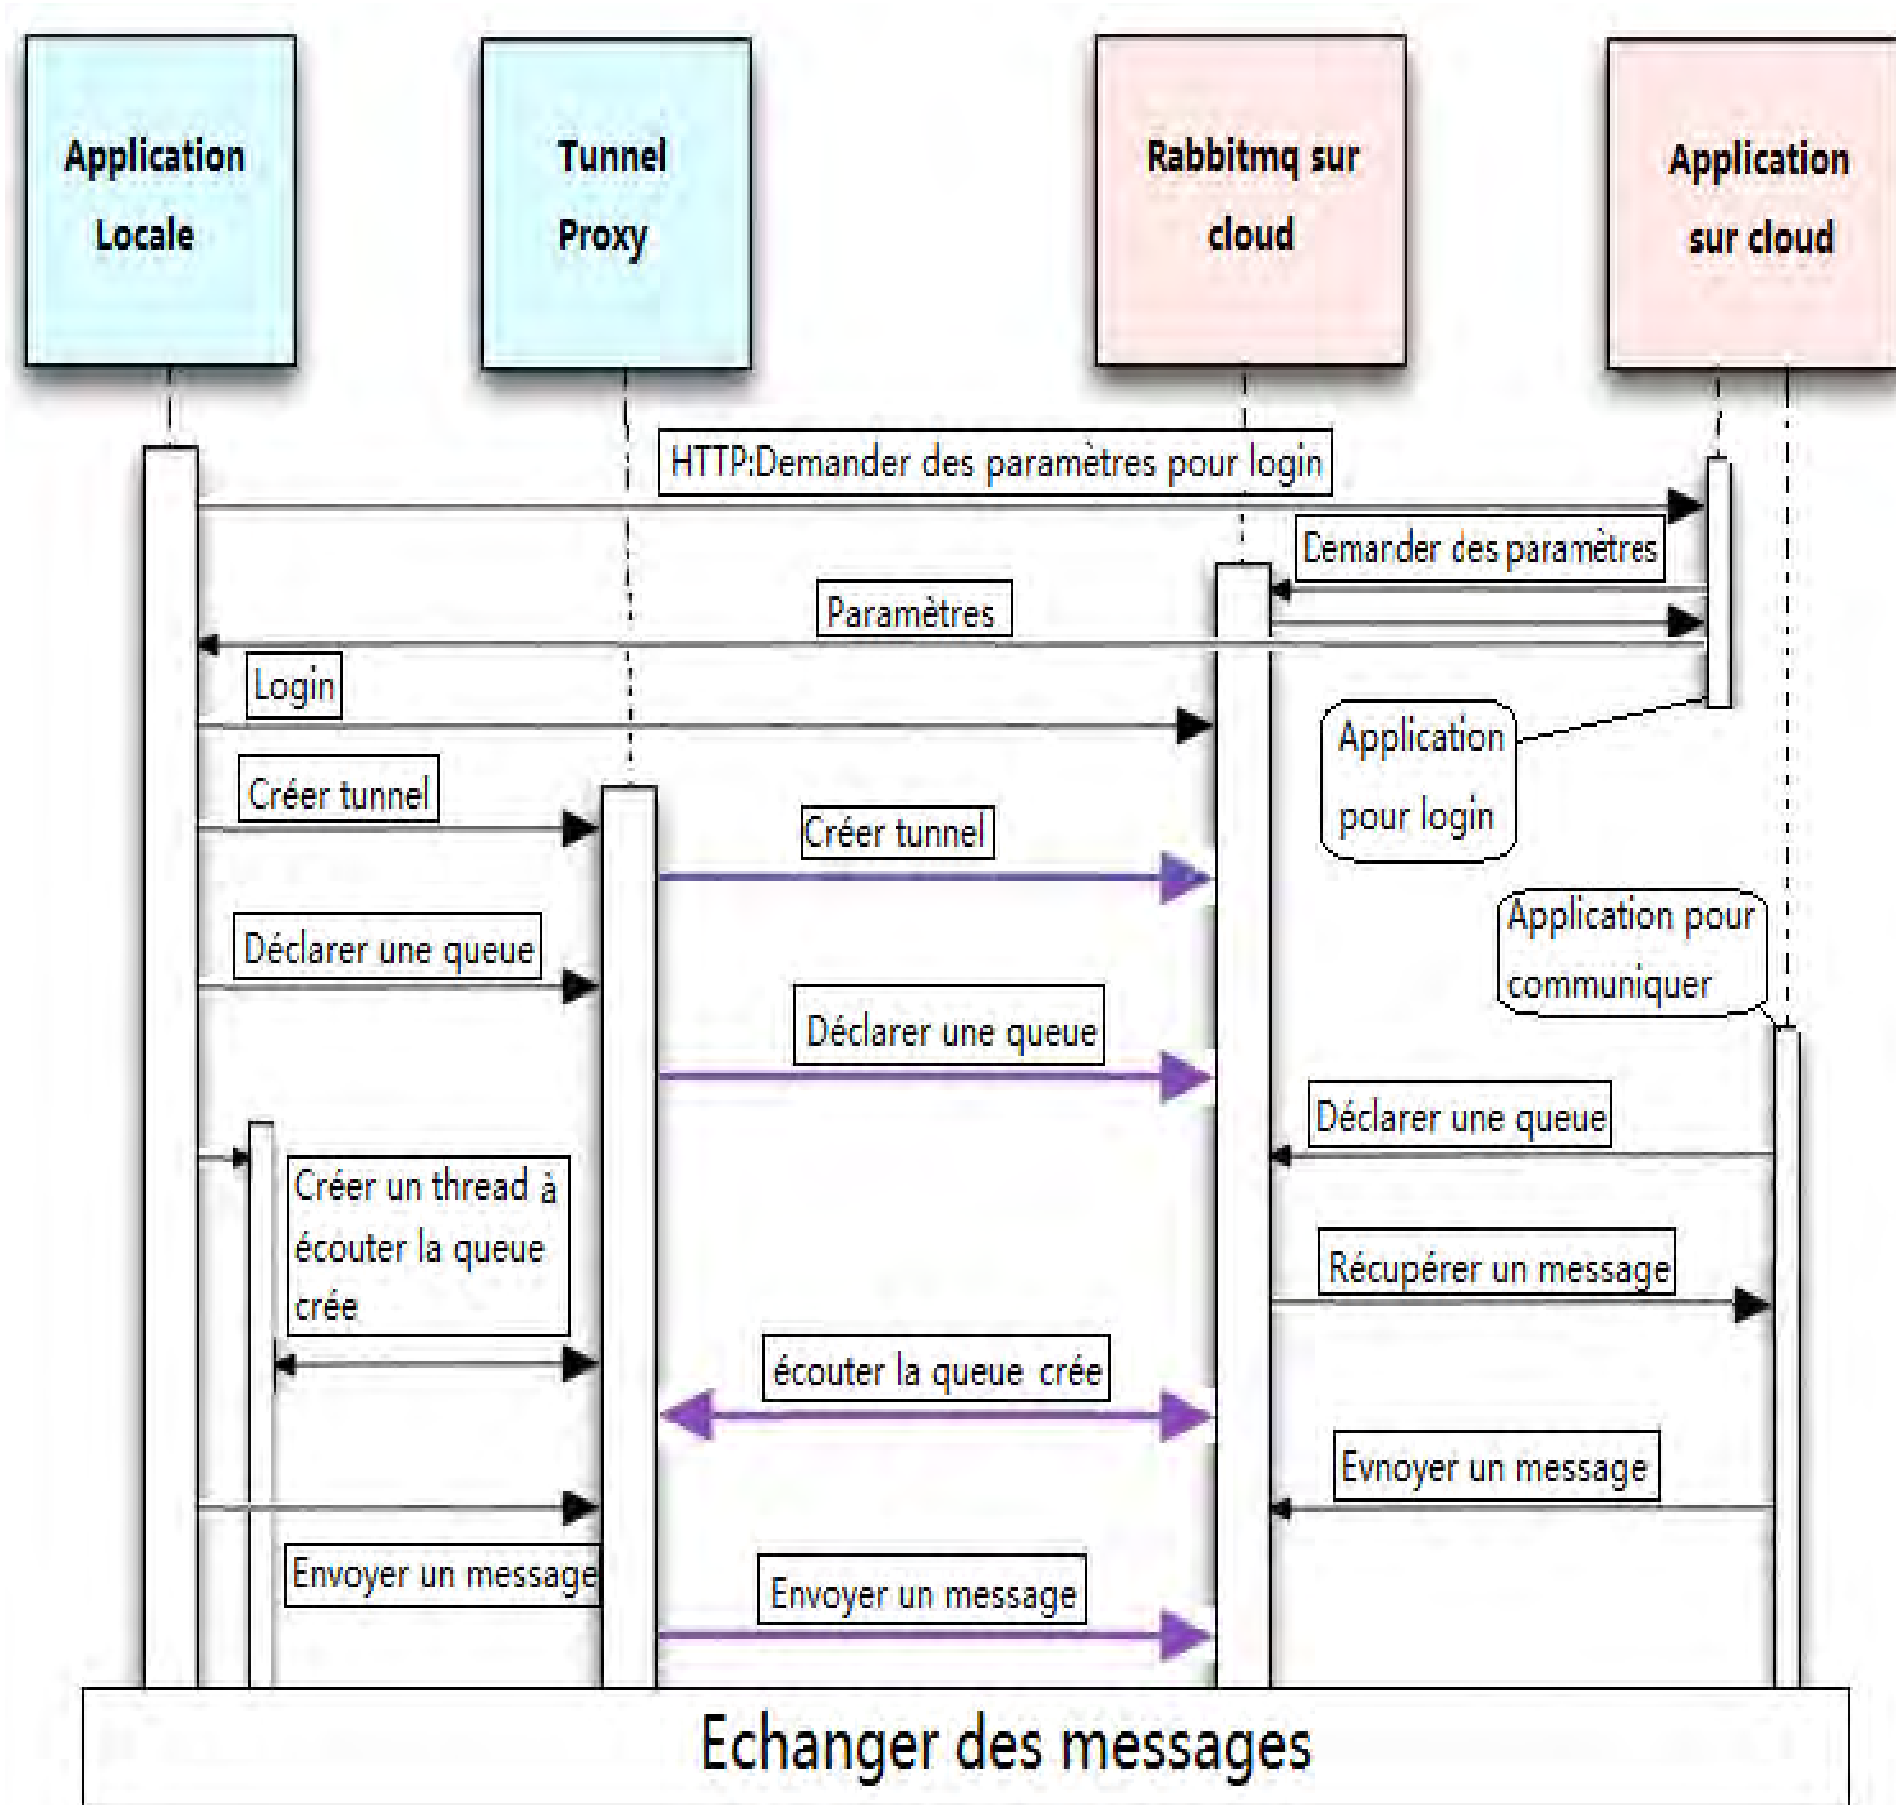 Application
Locale
Tunnel
Proxy
Rabbitmq sur
cloud
Application
sur cloud
HTTP:Demander des paramètres pour login
Demander des paramètres
Paramètres
Login
Application
pour login
Créer tunnel
Créer tunnel
Application pour
communiquer
Déclarer une queue
Déclarer une queue
Déclarer une queue
Créer un thread à
écouter la queue
crée
Récupérer un message
écouter la queue crée
Evnoyer un message
Envoyer un message
Envoyer un message
Echanger des messages